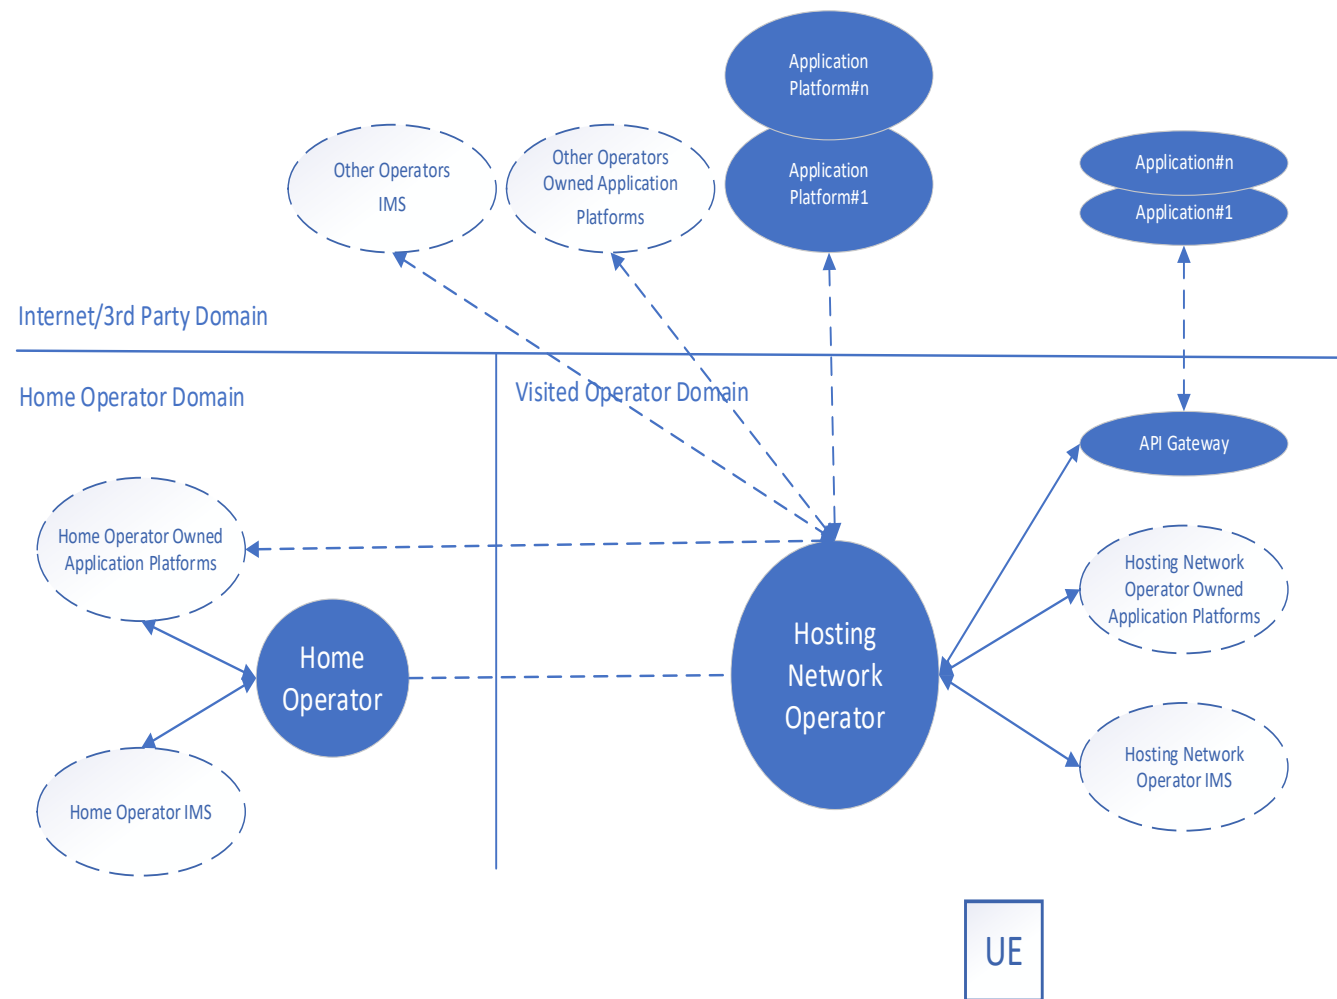 Application
Platform#n
Application
Platform#1
Other Operators
IMS
Other Operators
Owned Application
Platforms
Application#n
Application#1
Internet/3rd Party Domain
Home Operator Domain
Visited Operator Domain
API Gateway
Home Operator Owned
Application Platforms
Hosting Network
Operator Owned
Application Platforms
Home
Operator
Hosting
Network
Operator
Home Operator IMS
Hosting Network
Operator IMS
UE